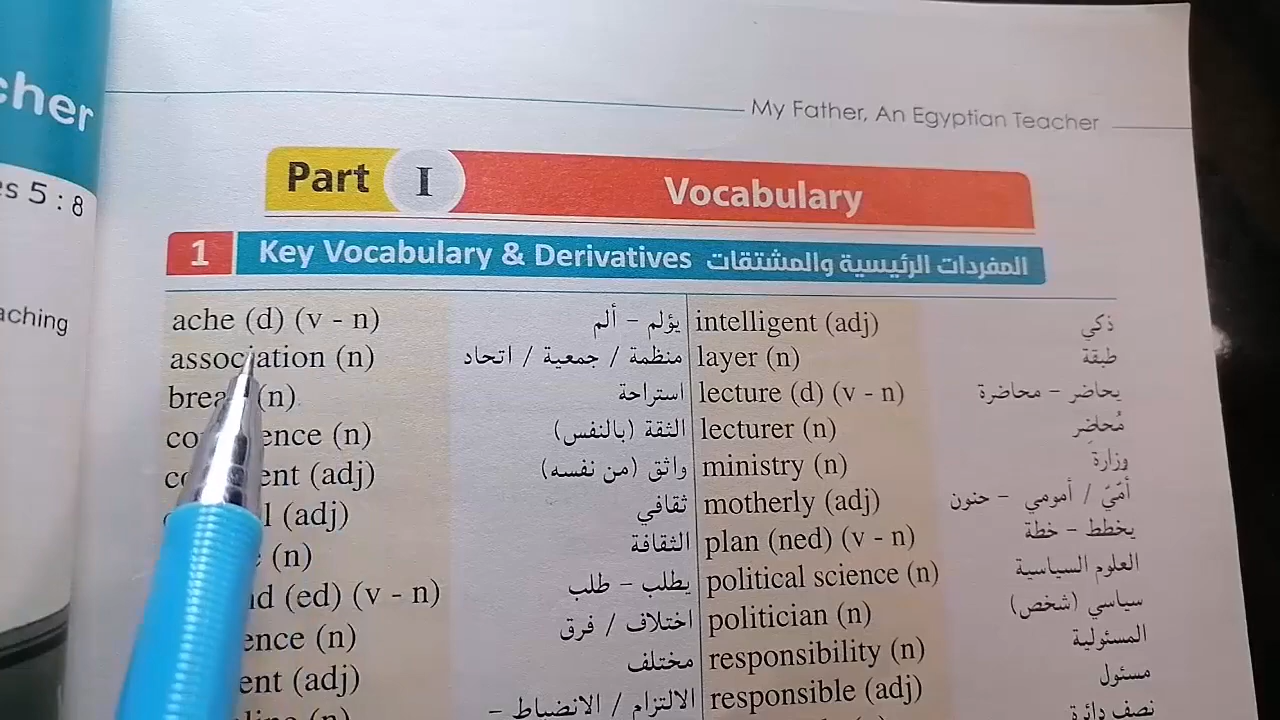 cher
es 5 : 8
aching
My Father, An Egyptian Teacher
Part I Vocabulary
1 Key Vocabulary & Derivatives المفردات الرئيسية والمشتقات
ache (d) (v - n) يؤلم – ألم
association (n) منظمة / جمعية / اتحاد
(n) استراحة
(n) الثقة (بالنفس)
(adj) واثق (من نفسه)
(adj) ثقافي
(n) الثقافة
(ed) (v - n) يطلب – طلب
(n) اختلاف / فرق
(adj) مختلف
(n) الالتزام / الانضباط –
intelligent (adj) ذكي
layer (n) طبقة
lecture (d) (v - n) يحاضر – محاضرة
lecturer (n) مُحاضِر
ministry (n) وزارة
motherly (adj) أمّيّ / أمومي – حنون
plan (ned) (v - n) يخطط – خطة
political science (n) العلوم السياسية
politician (n) سياسي (شخص)
responsibility (n) المسئولية
responsible (adj) مسئول
نصف دائرة